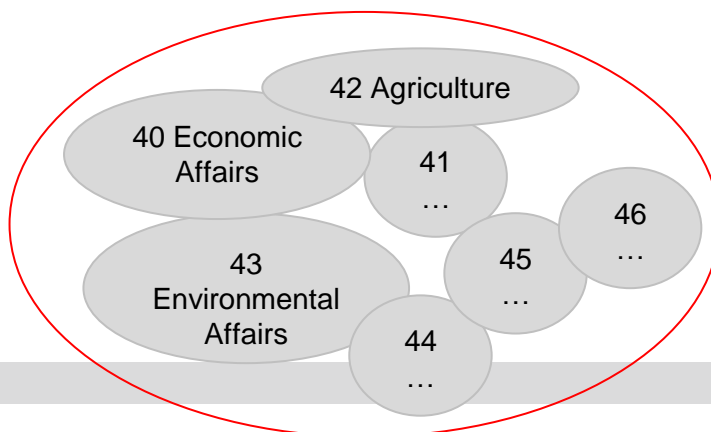 42 Agriculture
40 Economic
Affairs
41
…
46
…
43
Environmental
Affairs
45
…
44
…